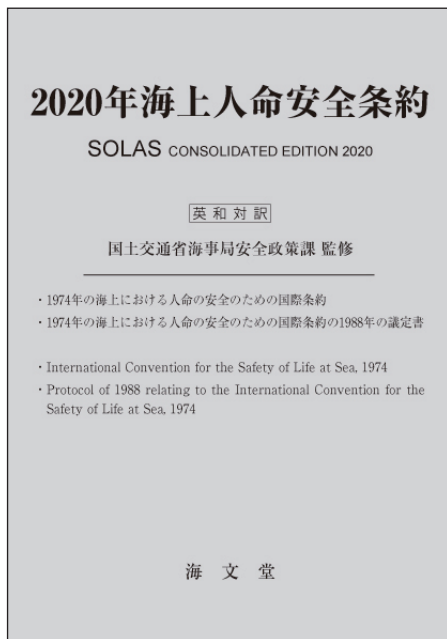 2020年海上人命安全条約
SOLAS CONSOLIDATED EDITION 2020
英和対訳
国土交通省海事局安全政策課 監修
・1974年の海上における人命の安全のための国際条約
・1974年の海上における人命の安全のための国際条約の1988年の議定書
・International Convention for the Safety of Life at Sea, 1974
・Protocol of 1988 relating to the International Convention for the
Safety of Life at Sea, 1974
海文堂